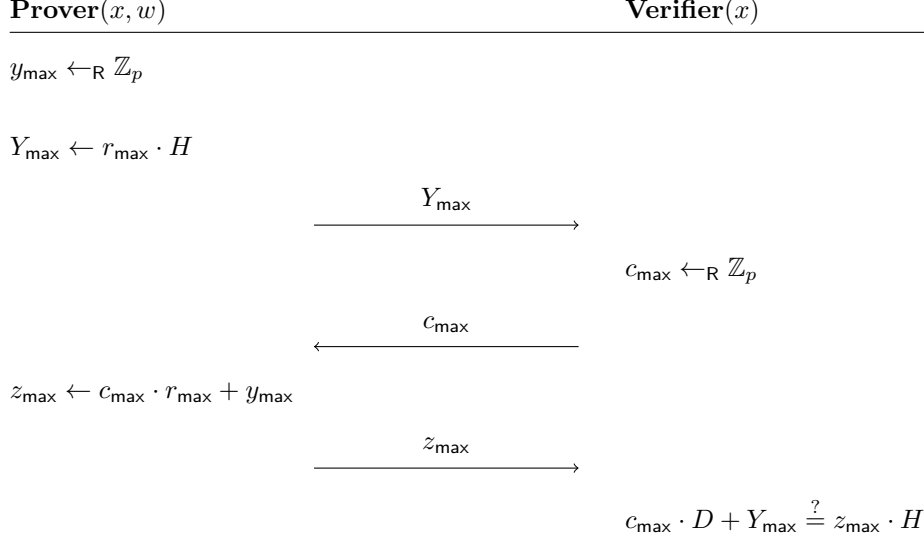 Prover(x, w) Verifier(x)
y_max ←_R ℤ_p
Y_max ← r_max · H
Y_max
c_max ←_R ℤ_p
c_max
z_max ← c_max · r_max + y_max
z_max
c_max · D + Y_max ≟ z_max · H